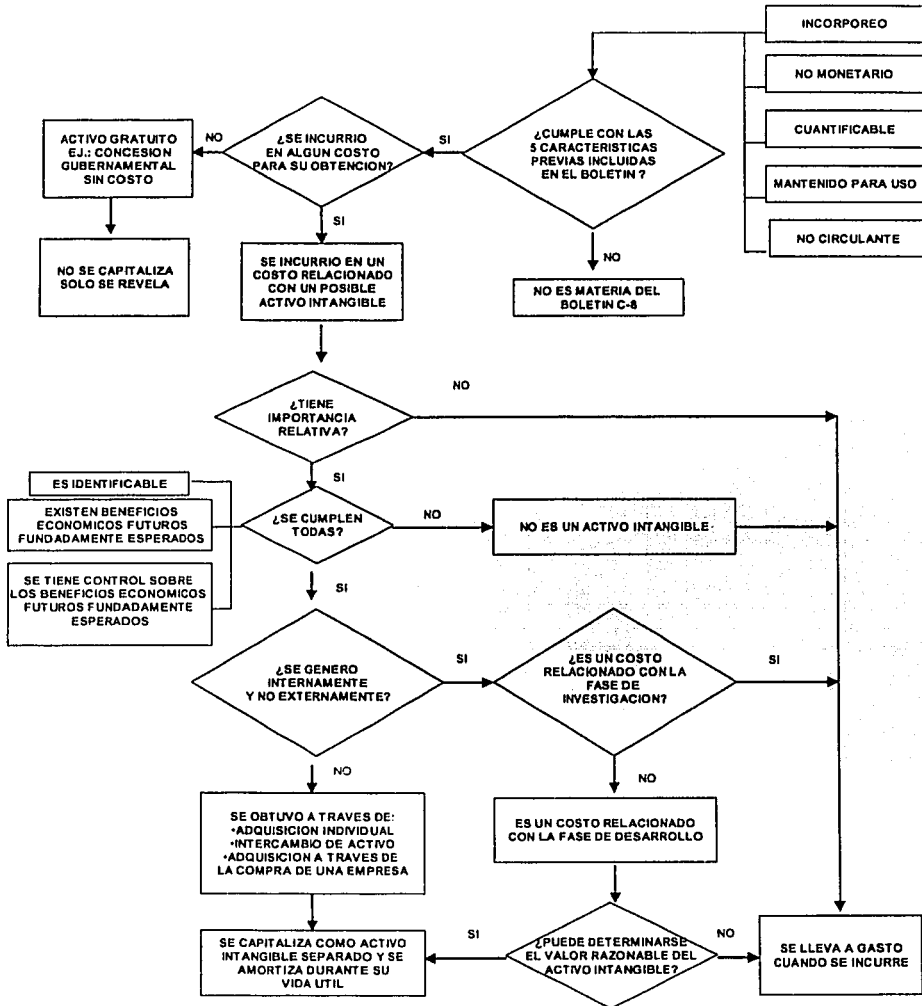 INCORPOREO
NO MONETARIO
CUANTIFICABLE
MANTENIDO PARA USO
NO CIRCULANTE
¿CUMPLE CON LAS
5 CARACTERISTICAS
PREVIAS INCLUIDAS
EN EL BOLETIN ?
SI
NO
NO ES MATERIA DEL
BOLETIN C-8
¿SE INCURRIO
EN ALGUN COSTO
PARA SU OBTENCION?
NO
SI
ACTIVO GRATUITO
EJ.: CONCESION
GUBERNAMENTAL
SIN COSTO
NO SE CAPITALIZA
SOLO SE REVELA
SE INCURRIO EN UN
COSTO RELACIONADO
CON UN POSIBLE
ACTIVO INTANGIBLE
¿TIENE
IMPORTANCIA
RELATIVA?
NO
SI
ES IDENTIFICABLE
EXISTEN BENEFICIOS
ECONOMICOS FUTUROS
FUNDADAMENTE ESPERADOS
SE TIENE CONTROL SOBRE
LOS BENEFICIOS ECONOMICOS
FUTUROS FUNDADAMENTE
ESPERADOS
¿SE CUMPLEN
TODAS?
NO
NO ES UN ACTIVO INTANGIBLE
SI
¿SE GENERO
INTERNAMENTE
Y NO EXTERNAMENTE?
SI
¿ES UN COSTO
RELACIONADO CON LA
FASE DE
INVESTIGACION?
SI
NO
NO
SE OBTUVO A TRAVES DE:
•ADQUISICION INDIVIDUAL
•INTERCAMBIO DE ACTIVO
•ADQUISICION A TRAVES DE
LA COMPRA DE UNA EMPRESA
ES UN COSTO RELACIONADO
CON LA FASE DE DESARROLLO
SE CAPITALIZA COMO ACTIVO
INTANGIBLE SEPARADO Y SE
AMORTIZA DURANTE SU
VIDA UTIL
SI
¿PUEDE DETERMINARSE
EL VALOR RAZONABLE DEL
ACTIVO INTANGIBLE?
NO
SE LLEVA A GASTO
CUANDO SE INCURRE